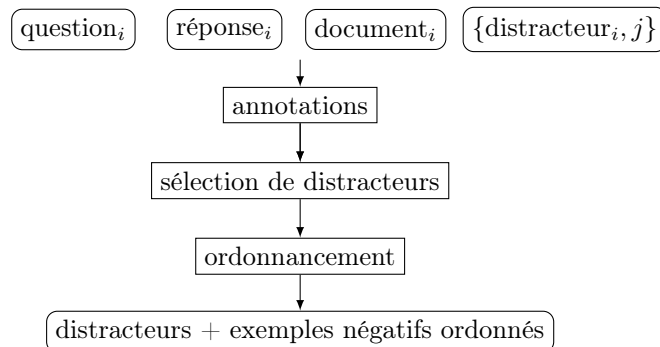 question_i réponse_i document_i {distracteur_i, j}
annotations
sélection de distracteurs
ordonnancement
distracteurs + exemples négatifs ordonnés